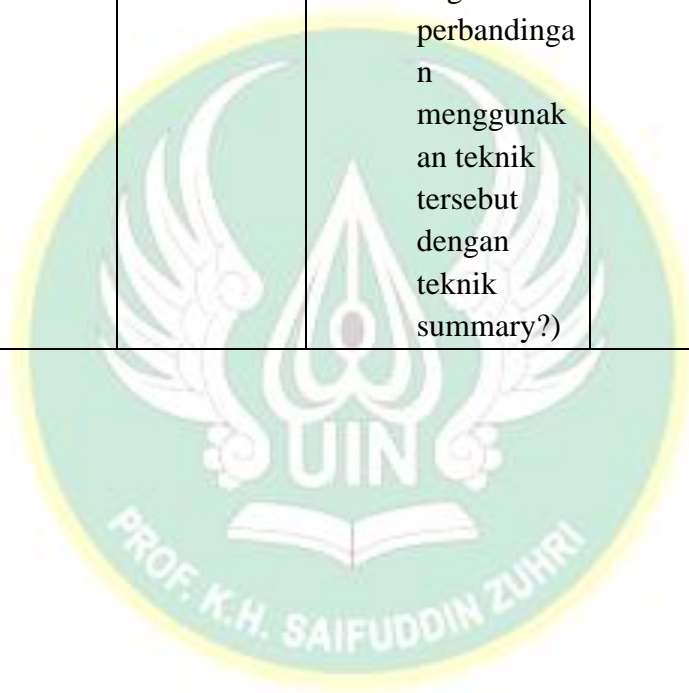 perbandinga
n
menggunak
an teknik
tersebut
dengan
teknik
summary?)
UIN
PROF. K.H. SAIFUDDIN ZUHRI